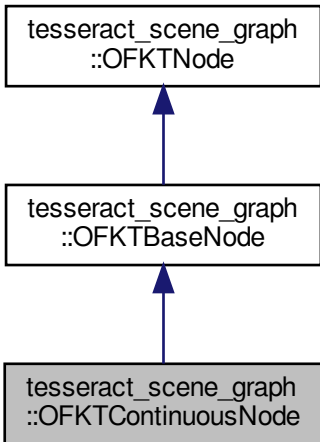 tesseract_scene_graph
::OFKTNode
tesseract_scene_graph
::OFKTBaseNode
tesseract_scene_graph
::OFKTContinuousNode